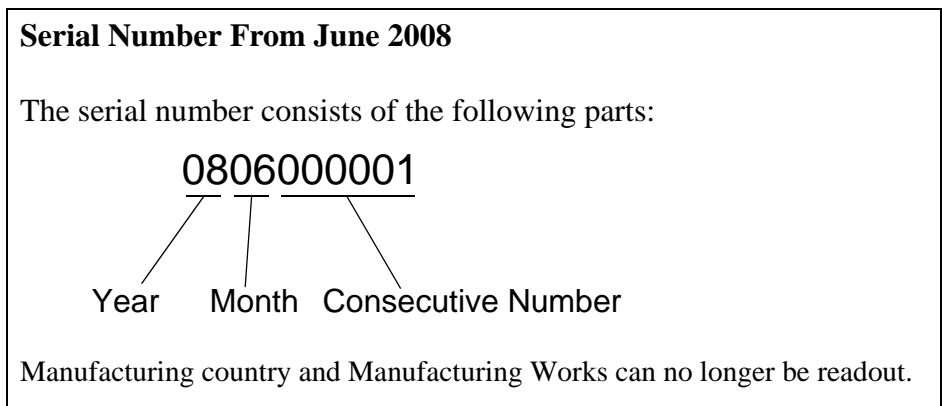 Serial Number From June 2008
The serial number consists of the following parts:
0806000001
Year Month Consecutive Number
Manufacturing country and Manufacturing Works can no longer be readout.